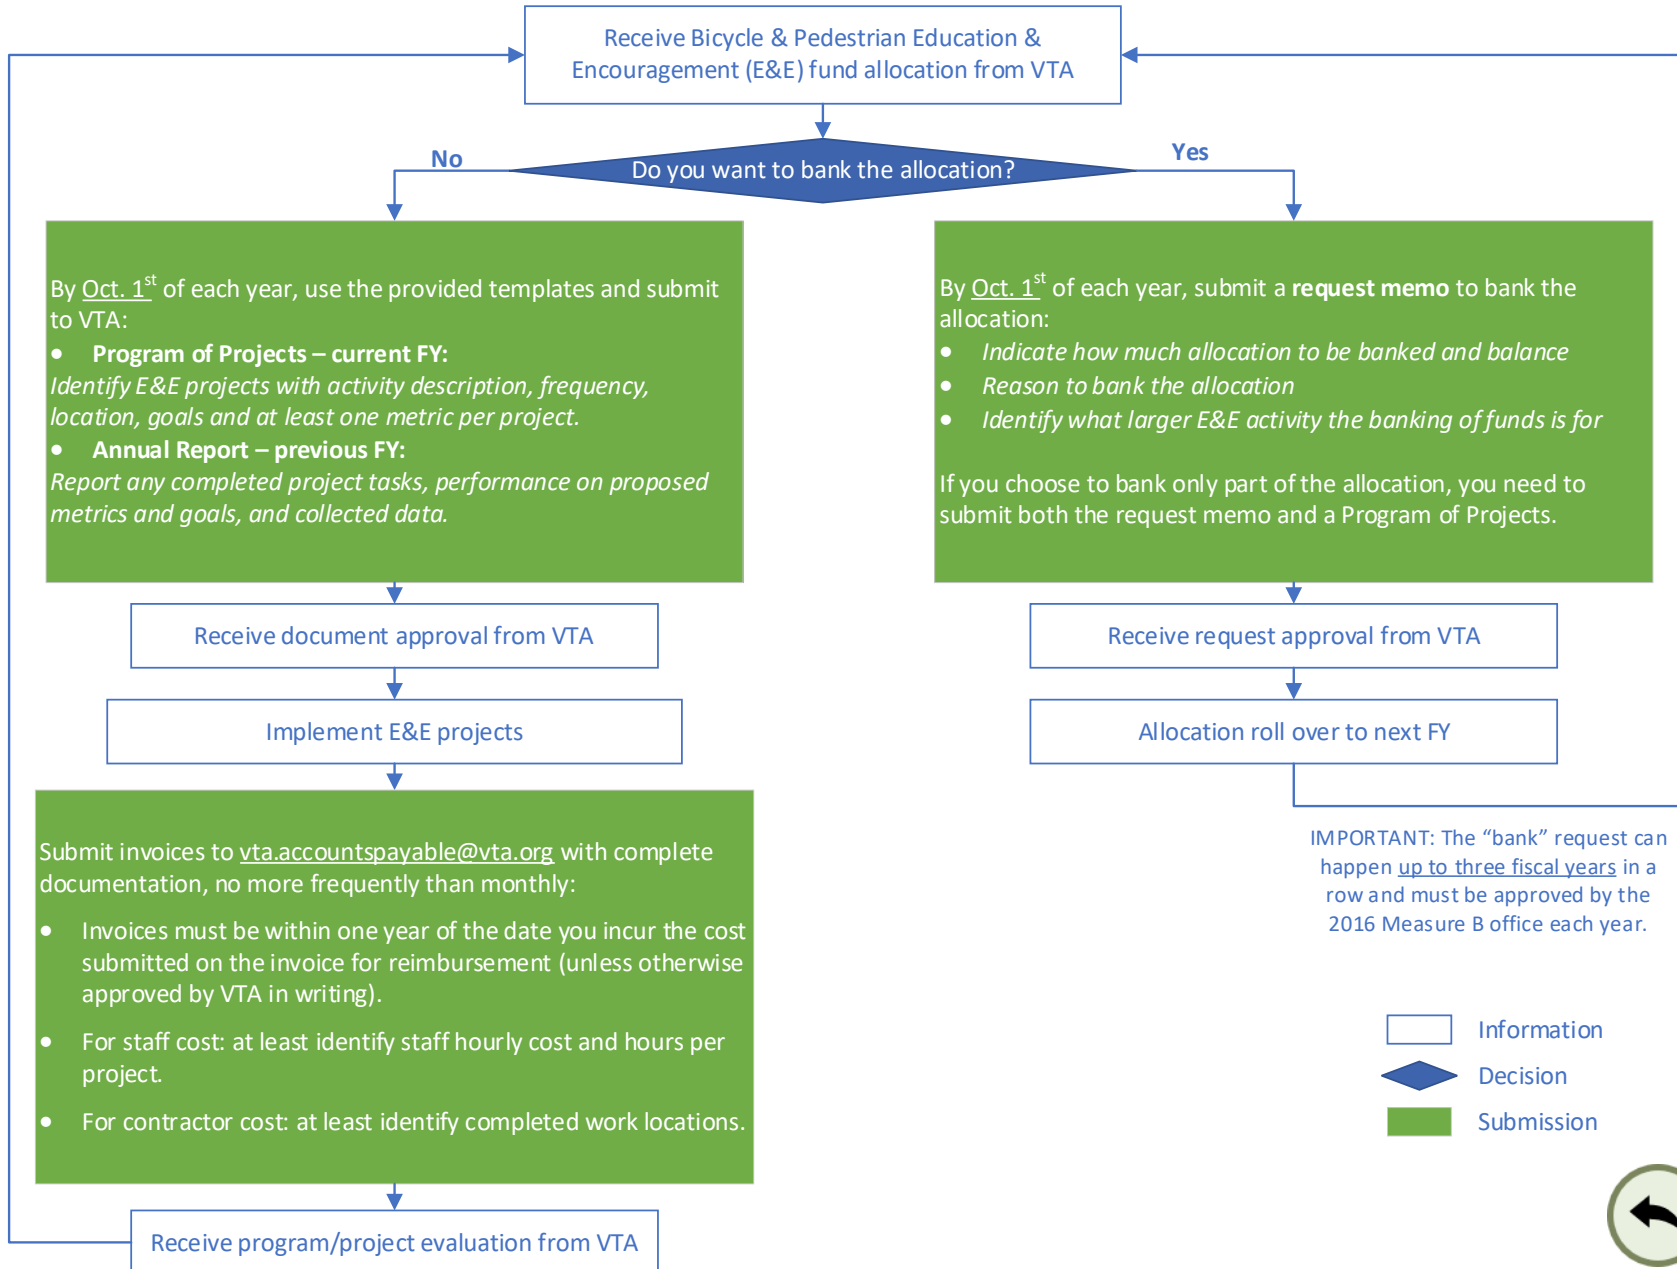 Receive Bicycle & Pedestrian Education &
Encouragement (E&E) fund allocation from VTA
Do you want to bank the allocation?
No
Yes
By Oct. 1st of each year, use the provided templates and submit
to VTA:
• Program of Projects – current FY:
Identify E&E projects with activity description, frequency,
location, goals and at least one metric per project.
• Annual Report – previous FY:
Report any completed project tasks, performance on proposed
metrics and goals, and collected data.
Receive document approval from VTA
Implement E&E projects
Submit invoices to vta.accountspayable@vta.org with complete
documentation, no more frequently than monthly:
• Invoices must be within one year of the date you incur the cost
submitted on the invoice for reimbursement (unless otherwise
approved by VTA in writing).
• For staff cost: at least identify staff hourly cost and hours per
project.
• For contractor cost: at least identify completed work locations.
Receive program/project evaluation from VTA
By Oct. 1st of each year, submit a request memo to bank the
allocation:
• Indicate how much allocation to be banked and balance
• Reason to bank the allocation
• Identify what larger E&E activity the banking of funds is for
If you choose to bank only part of the allocation, you need to
submit both the request memo and a Program of Projects.
Receive request approval from VTA
Allocation roll over to next FY
IMPORTANT: The “bank” request can
happen up to three fiscal years in a
row and must be approved by the
2016 Measure B office each year.
Information
Decision
Submission